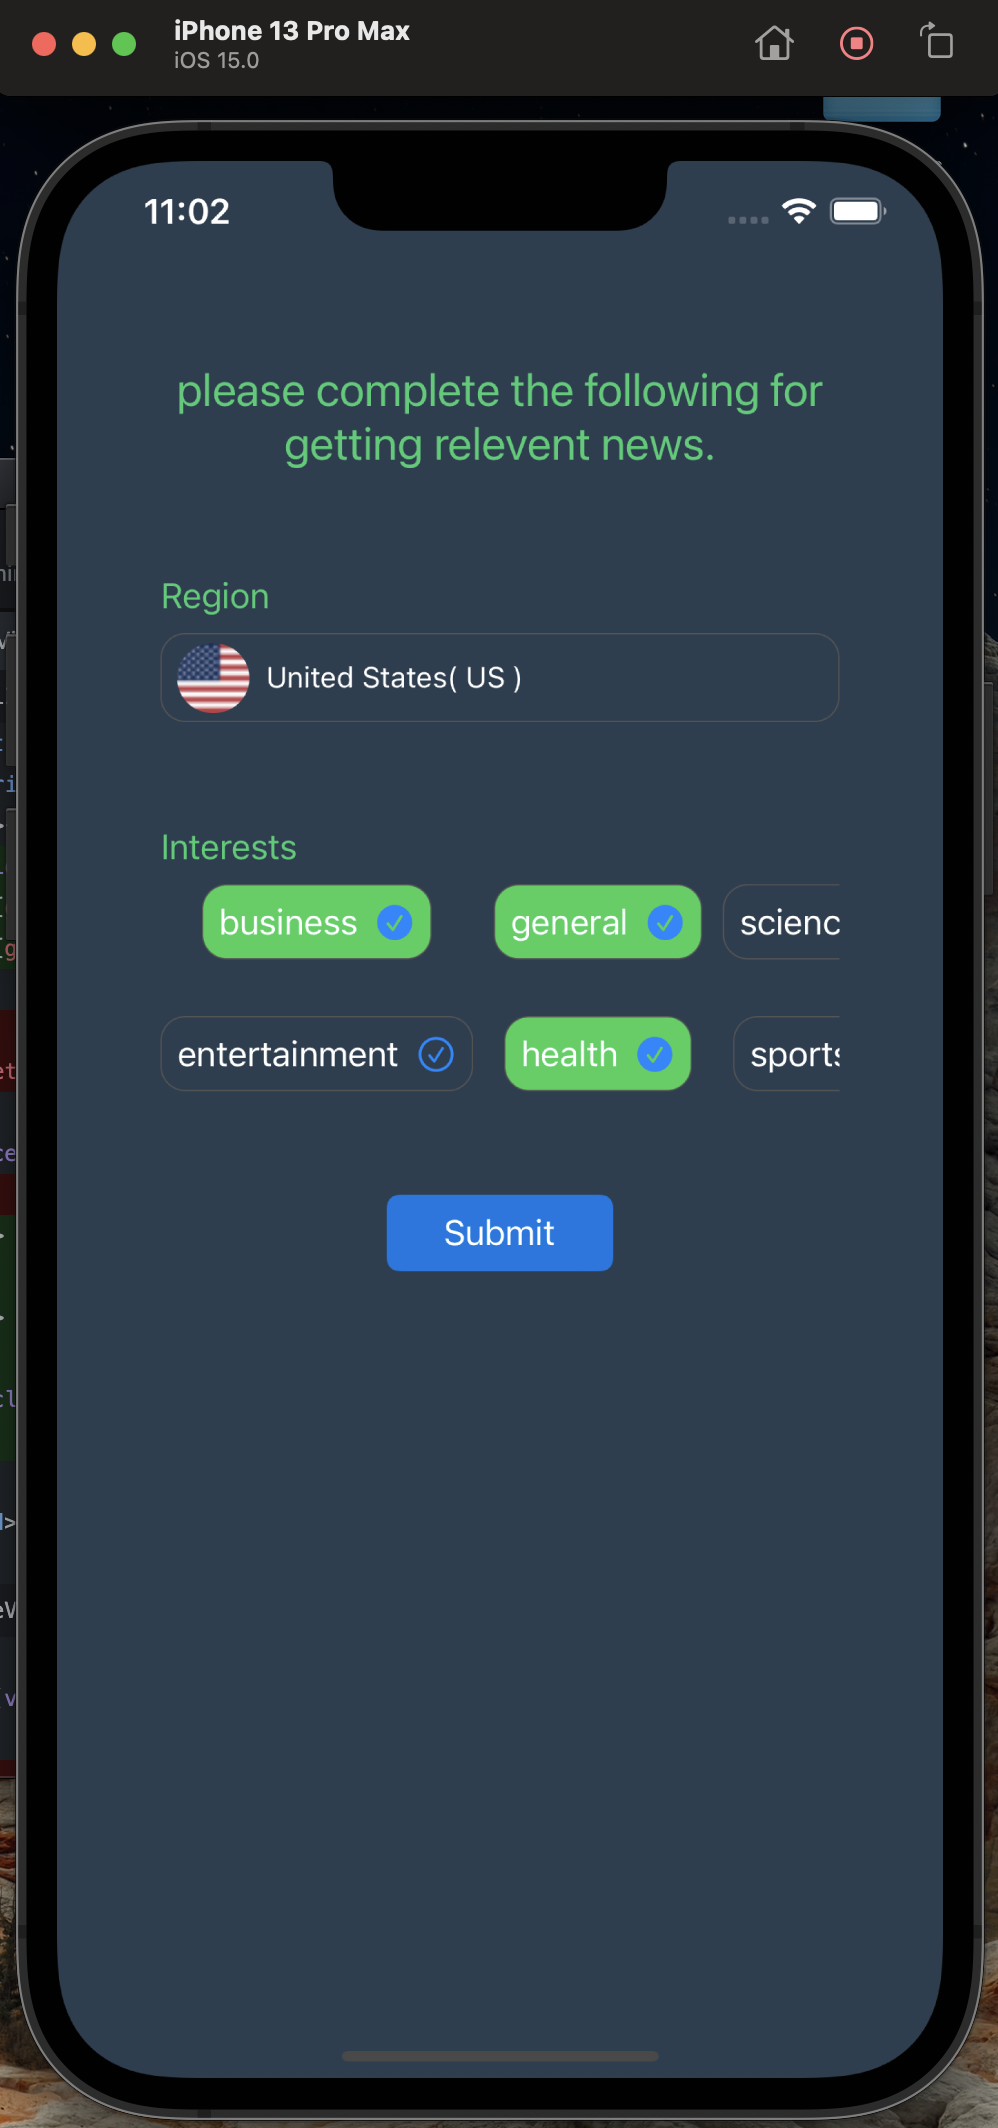 iPhone 13 Pro Max
iOS 15.0
11:02
please complete the following for
getting relevent news.
Region
United States( US )
Interests
business general scienc
entertainment health sports
Submit